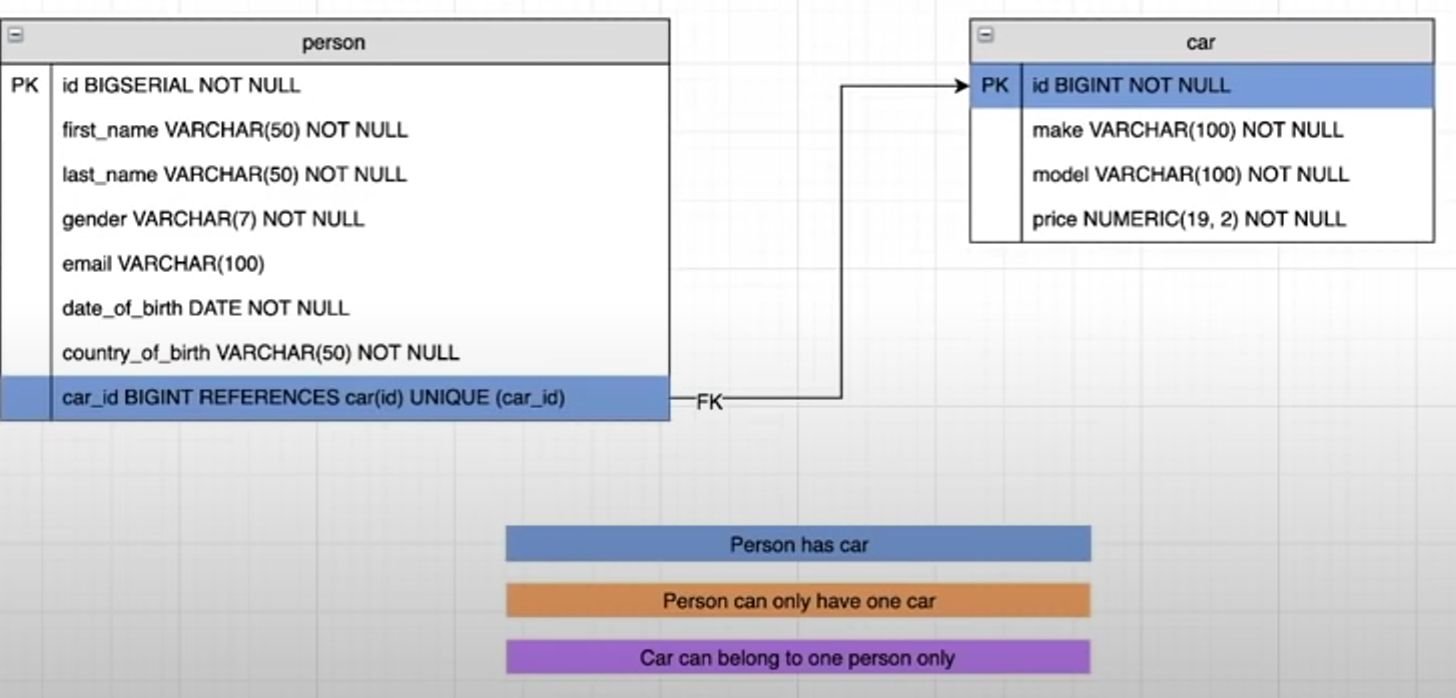 person
PK id BIGSERIAL NOT NULL
first_name VARCHAR(50) NOT NULL
last_name VARCHAR(50) NOT NULL
gender VARCHAR(7) NOT NULL
email VARCHAR(100)
date_of_birth DATE NOT NULL
country_of_birth VARCHAR(50) NOT NULL
car_id BIGINT REFERENCES car(id) UNIQUE (car_id)
FK
car
PK id BIGINT NOT NULL
make VARCHAR(100) NOT NULL
model VARCHAR(100) NOT NULL
price NUMERIC(19, 2) NOT NULL
Person has car
Person can only have one car
Car can belong to one person only